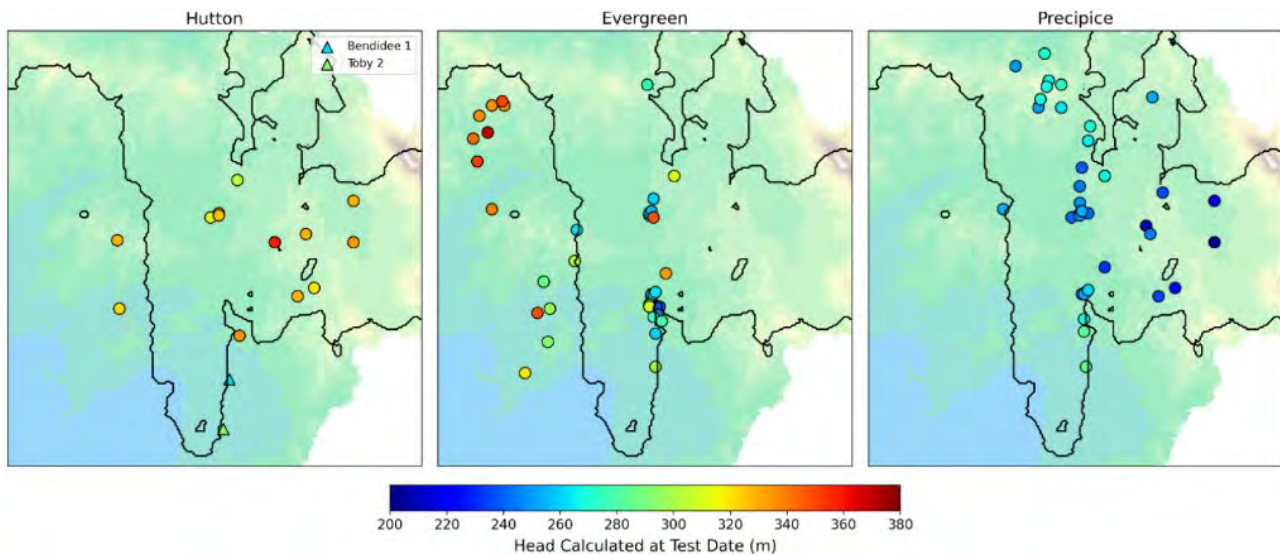 Hutton
Evergreen
Precipice
Bendidee 1
Toby 2
200 220 240 260 280 300 320 340 360 380
Head Calculated at Test Date (m)